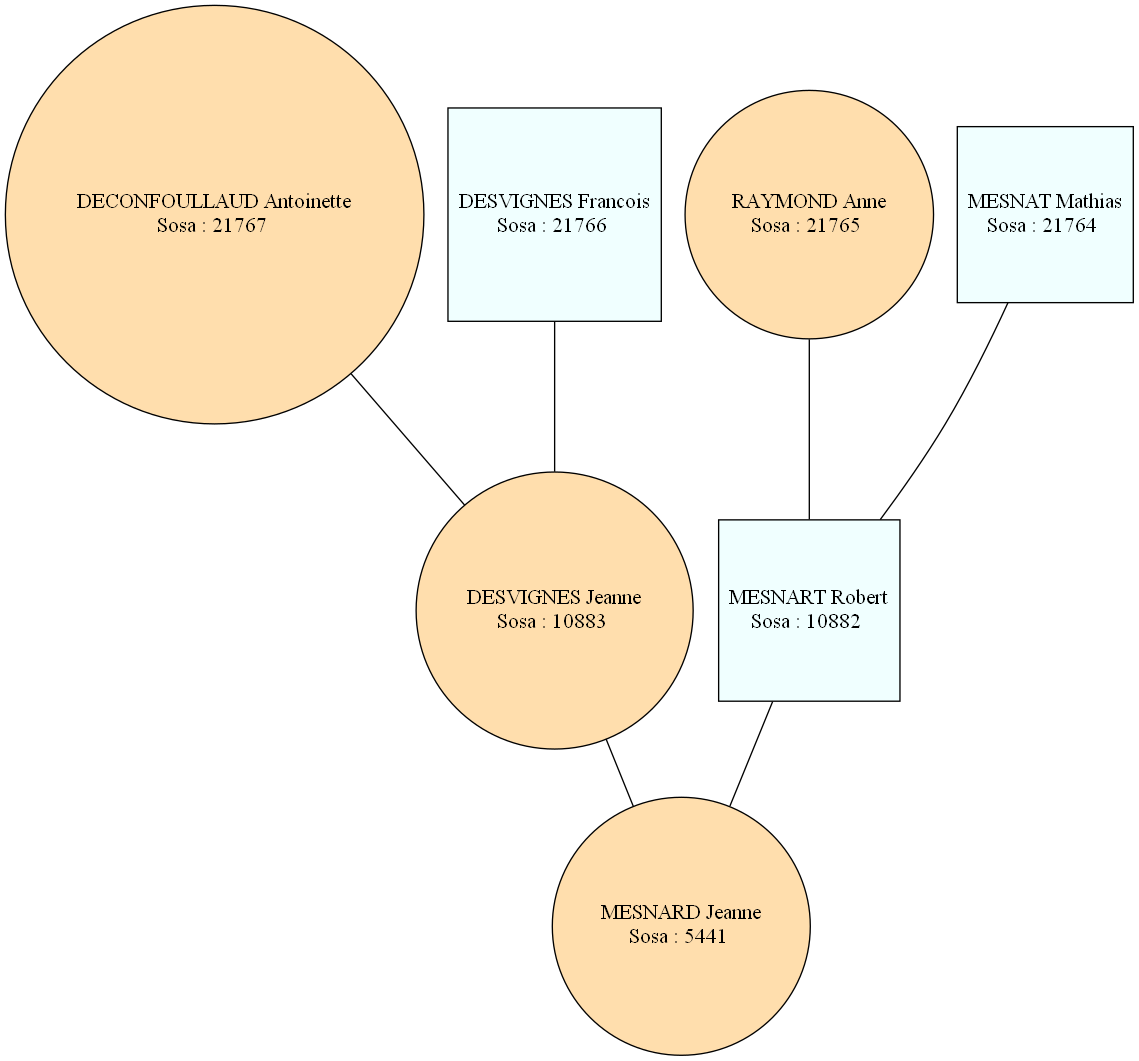 DECONFOULLAUD Antoinette
Sosa : 21767
DESVIGNES Francois
Sosa : 21766
RAYMOND Anne
Sosa : 21765
MESNAT Mathias
Sosa : 21764
DESVIGNES Jeanne
Sosa : 10883
MESNART Robert
Sosa : 10882
MESNARD Jeanne
Sosa : 5441